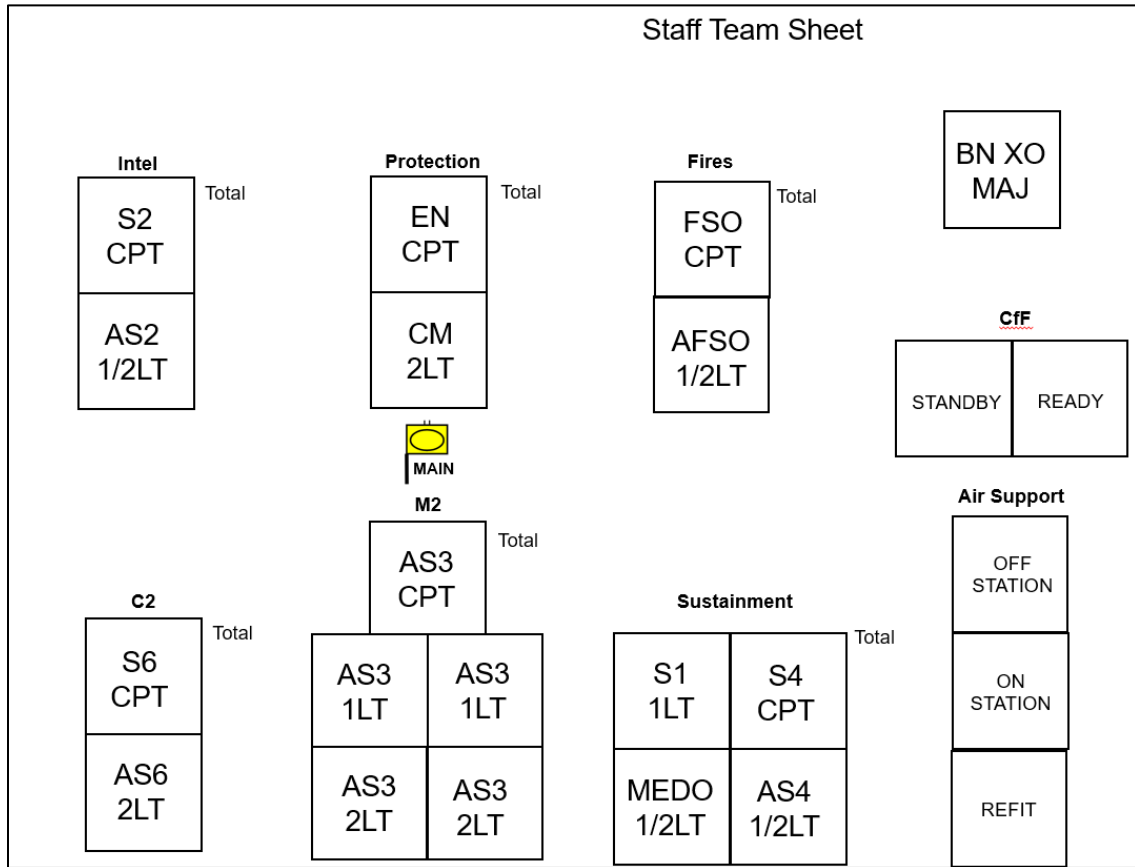 Staff Team Sheet
BN XO
MAJ
Intel
Total
S2
CPT
AS2
1/2LT
Protection
Total
EN
CPT
CM
2LT
Fires
Total
FSO
CPT
AFSO
1/2LT
CfF
STANDBY
READY
MAIN
M2
Total
AS3
CPT
AS3
1LT
AS3
1LT
AS3
2LT
AS3
2LT
C2
Total
S6
CPT
AS6
2LT
Sustainment
Total
S1
1LT
S4
CPT
MEDO
1/2LT
AS4
1/2LT
Air Support
OFF
STATION
ON
STATION
REFIT